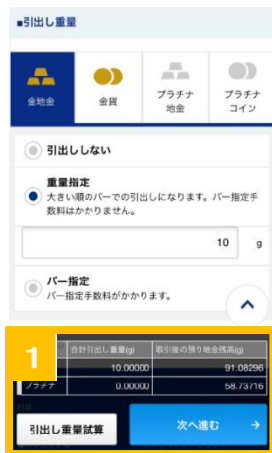 ■引出し重量
金地金
金貨
プラチナ
地金
プラチナ
コイン
引出ししない
重量
指定
大きい順のバーでの引出しになります。バー指定手
数料はかかりません。
10 g
バー
指定
バー指定手数料がかかります。
1
合計引出し重量(g) 取引後の預り地金残高(g)
10.00000 91.08296
プラチナ 0.00000 58.73716
引出し重量試算
次へ進む →